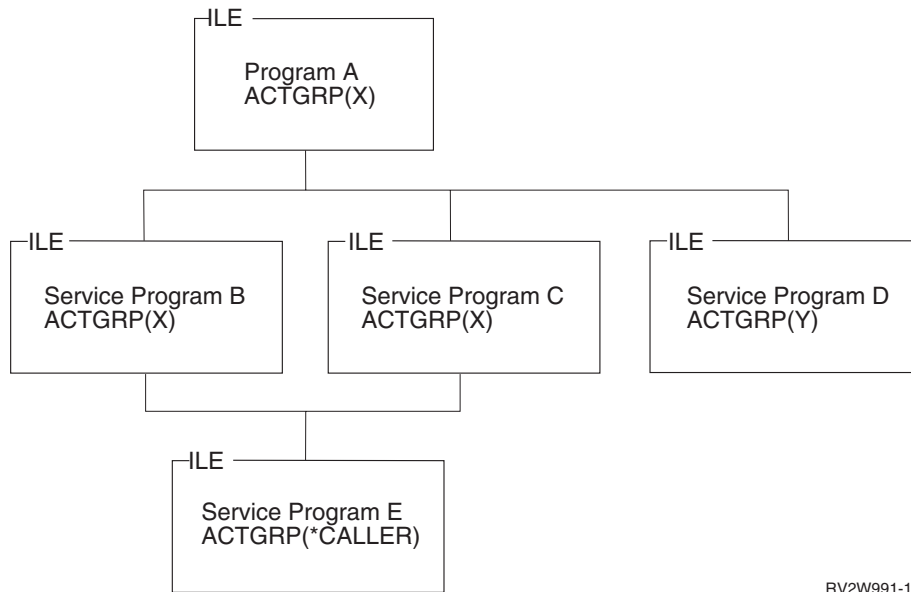 ILE
Program A
ACTGRP(X)
ILE
Service Program B
ACTGRP(X)
ILE
Service Program C
ACTGRP(X)
ILE
Service Program D
ACTGRP(Y)
ILE
Service Program E
ACTGRP(*CALLER)
RV2W991-1